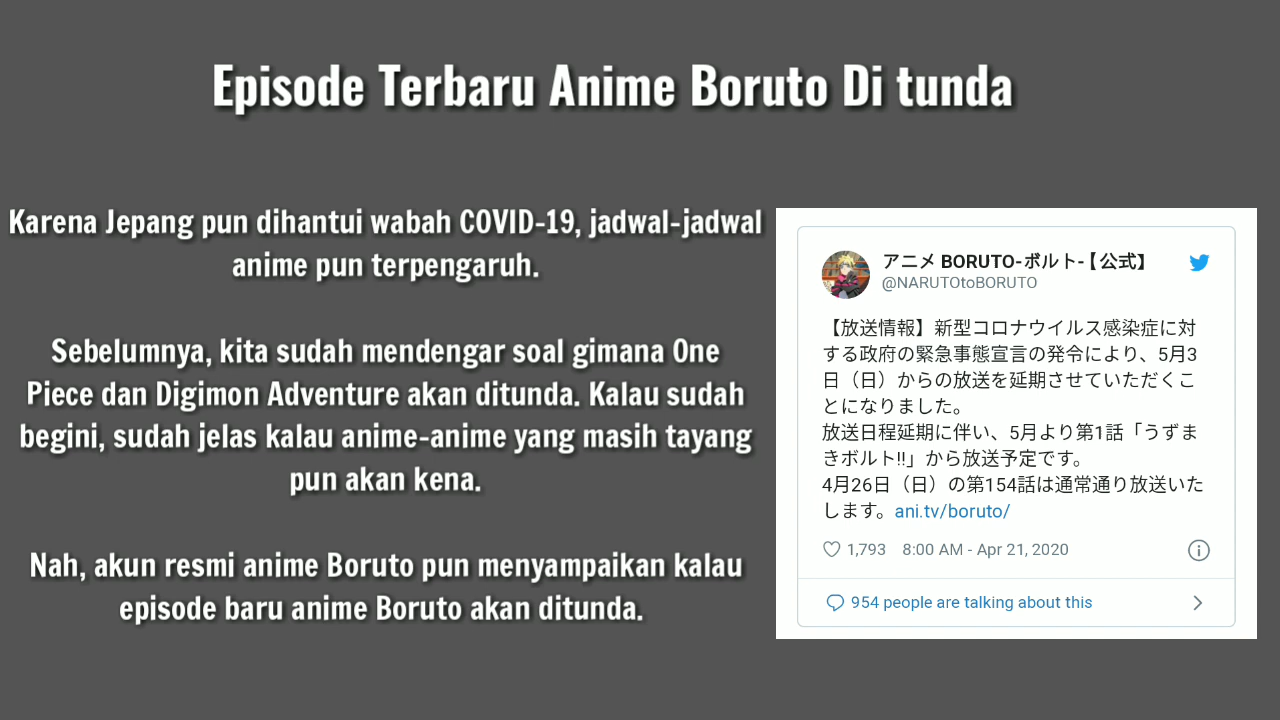 Episode Terbaru Anime Boruto Di tunda
Karena Jepang pun dihantui wabah COVID-19, jadwal-jadwal
anime pun terpengaruh.
Sebelumnya, kita sudah mendengar soal gimana One
Piece dan Digimon Adventure akan ditunda. Kalau sudah
begini, sudah jelas kalau anime-anime yang masih tayang
pun akan kena.
Nah, akun resmi anime Boruto pun menyampaikan kalau
episode baru anime Boruto akan ditunda.
アニメ BORUTO-ボルト-【公式】
@NARUTOtoBORUTO
【放送情報】新型コロナウイルス感染症に対
する政府の緊急事態宣言の発令により、5月3
日（日）からの放送を延期させていただくこ
とになりました。
放送日程延期に伴い、5月より第1話「うずま
きボルト!!」から放送予定です。
4月26日（日）の第154話は通常通り放送いた
します。ani.tv/boruto/
1,793 8:00 AM - Apr 21, 2020
954 people are talking about this